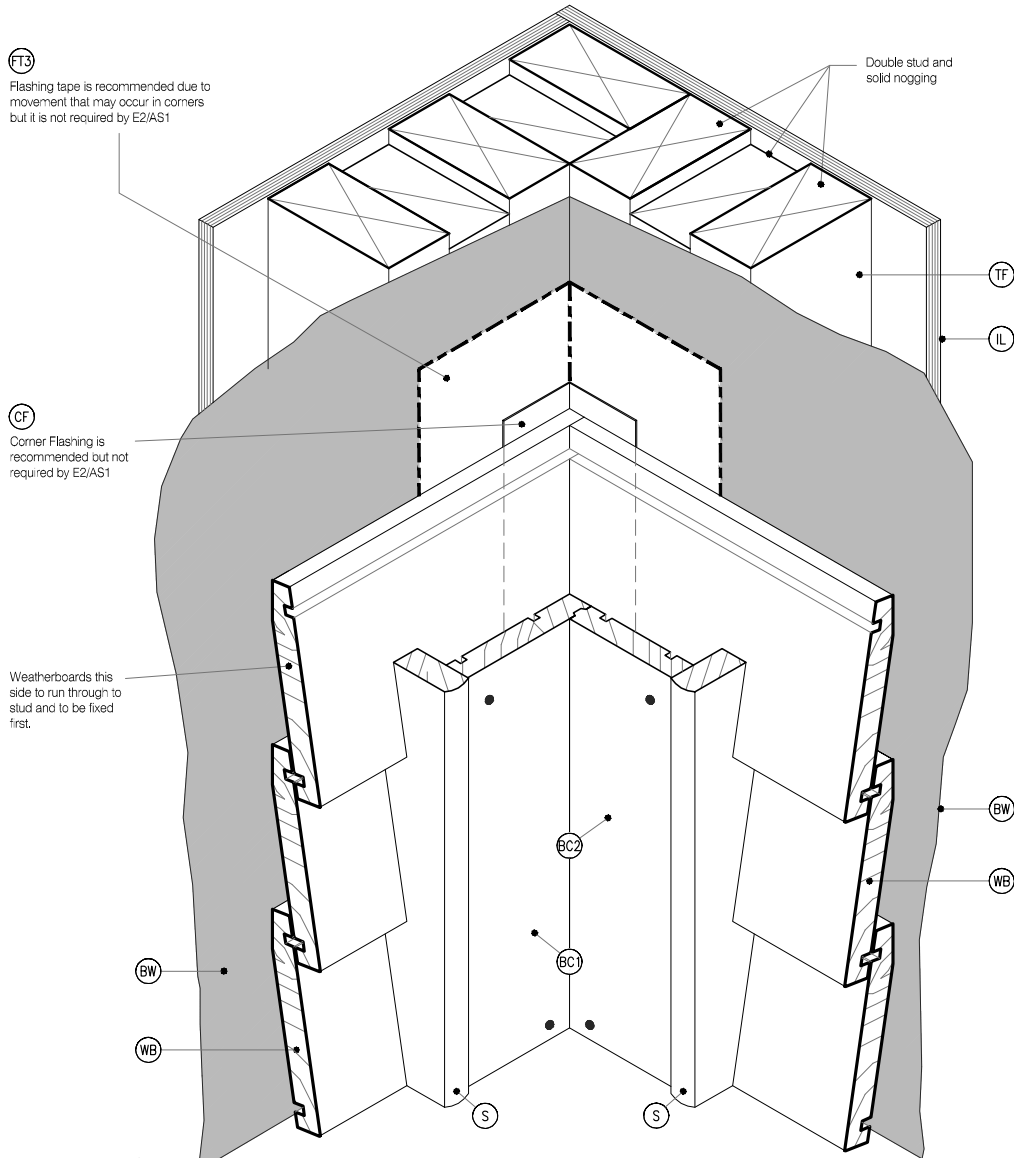 FT3
Flashing tape is recommended due to
movement that may occur in corners
but it is not required by E2/AS1
Double stud and
solid nogging
TF
IL
CF
Corner Flashing is
recommended but not
required by E2/AS1
Weatherboards this
side to run through to
stud and to be fixed
first.
BW
BC2
WB
BC1
BW
WB
S
S